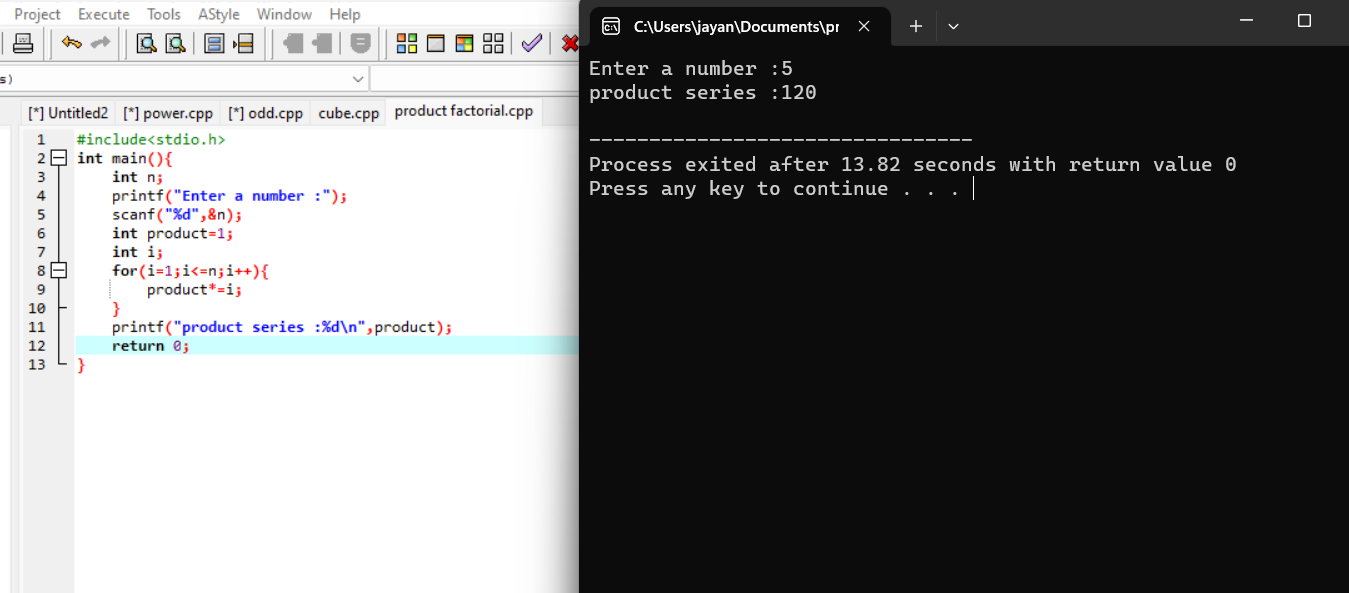 Project Execute Tools AStyle Window Help
s)
[*] Untitled2 [*] power.cpp [*] odd.cpp cube.cpp product factorial.cpp
1 #include<stdio.h>
2 int main(){
3 int n;
4 printf("Enter a number :");
5 scanf("%d",&n);
6 int product=1;
7 int i;
8 for(i=1;i<=n;i++){
9 product*=i;
10 }
11 printf("product series :%d\n",product);
12 return 0;
13 }
C:\Users\jayan\Documents\pr
Enter a number :5
product series :120
--------------------------------
Process exited after 13.82 seconds with return value 0
Press any key to continue . . .